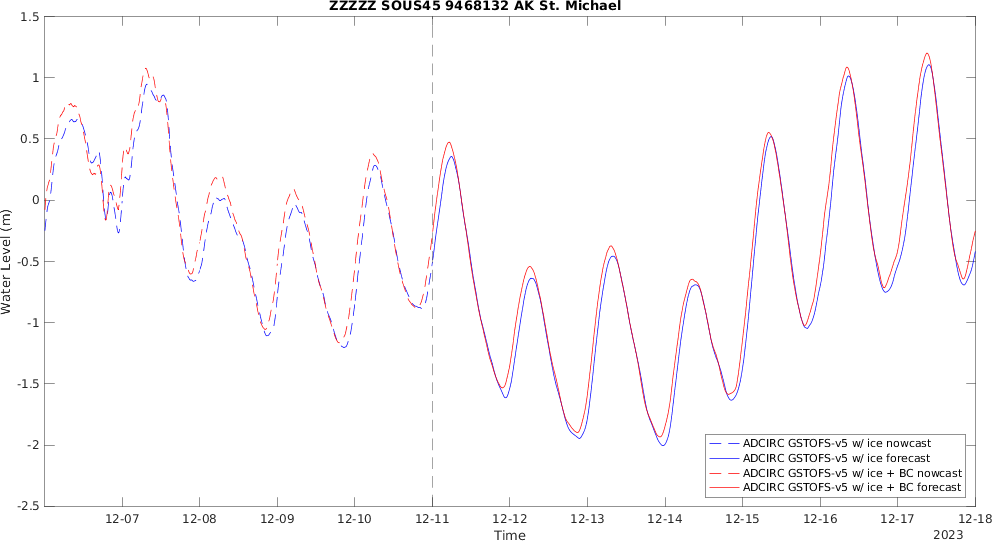 ZZZZZ SOUS45 9468132 AK St. Michael
1.5
1
0.5
0
-0.5
-1
-1.5
-2
-2.5
Water Level (m)
ADCIRC GSTOFS-v5 w/ ice nowcast
ADCIRC GSTOFS-v5 w/ ice forecast
ADCIRC GSTOFS-v5 w/ ice + BC nowcast
ADCIRC GSTOFS-v5 w/ ice + BC forecast
12-07 12-08 12-09 12-10 12-11 12-12 12-13 12-14 12-15 12-16 12-17 12-18
Time
2023